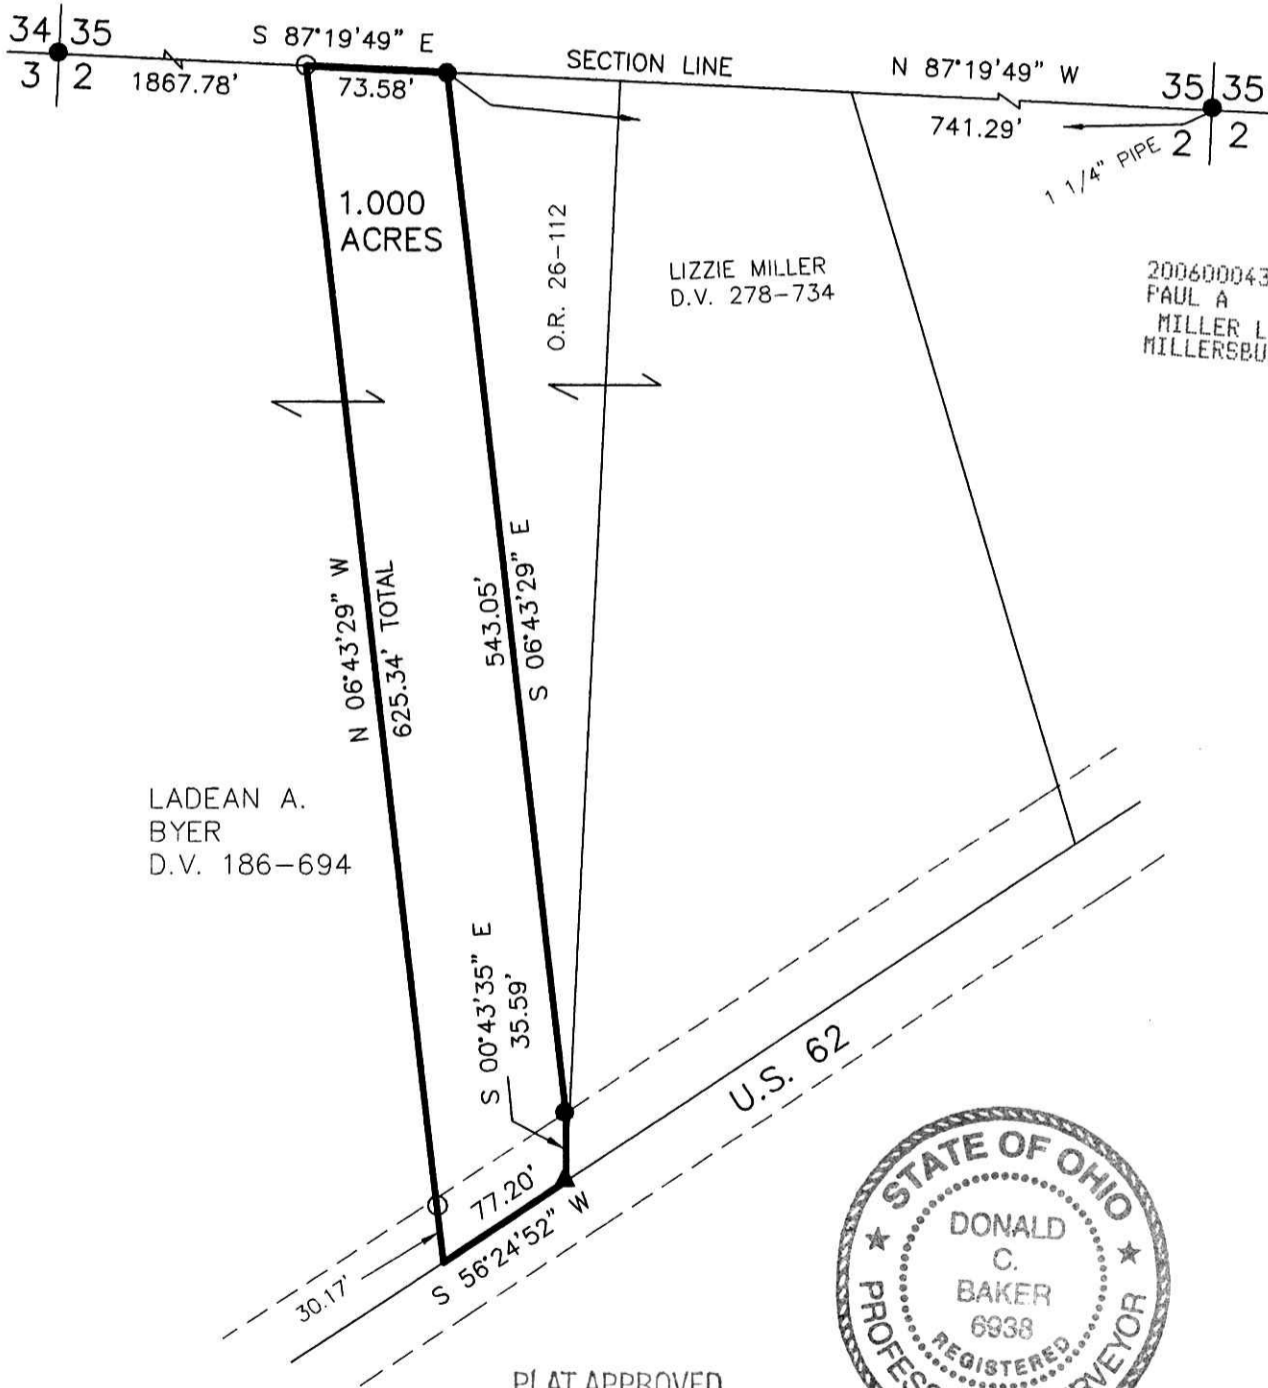 34 35
3 2
S 87°19'49" E
1867.78'
73.58'
SECTION LINE
N 87°19'49" W
741.29'
35 35
2 2
1 1/4" PIPE
1.000
ACRES
O.R. 26-112
LIZZIE MILLER
D.V. 278-734
200600043
PAUL A
MILLER L
MILLERSBU
N 06°43'29" W
625.34' TOTAL
543.05'
S 06°43'29" E
LADEAN A.
BYER
D.V. 186-694
S 00°43'35" E
35.59'
U.S. 62
77.20'
S 56°24'52" W
30.17'
STATE OF OHIO
DONALD
C.
BAKER
6938
REGISTERED
PLAT APPROVED